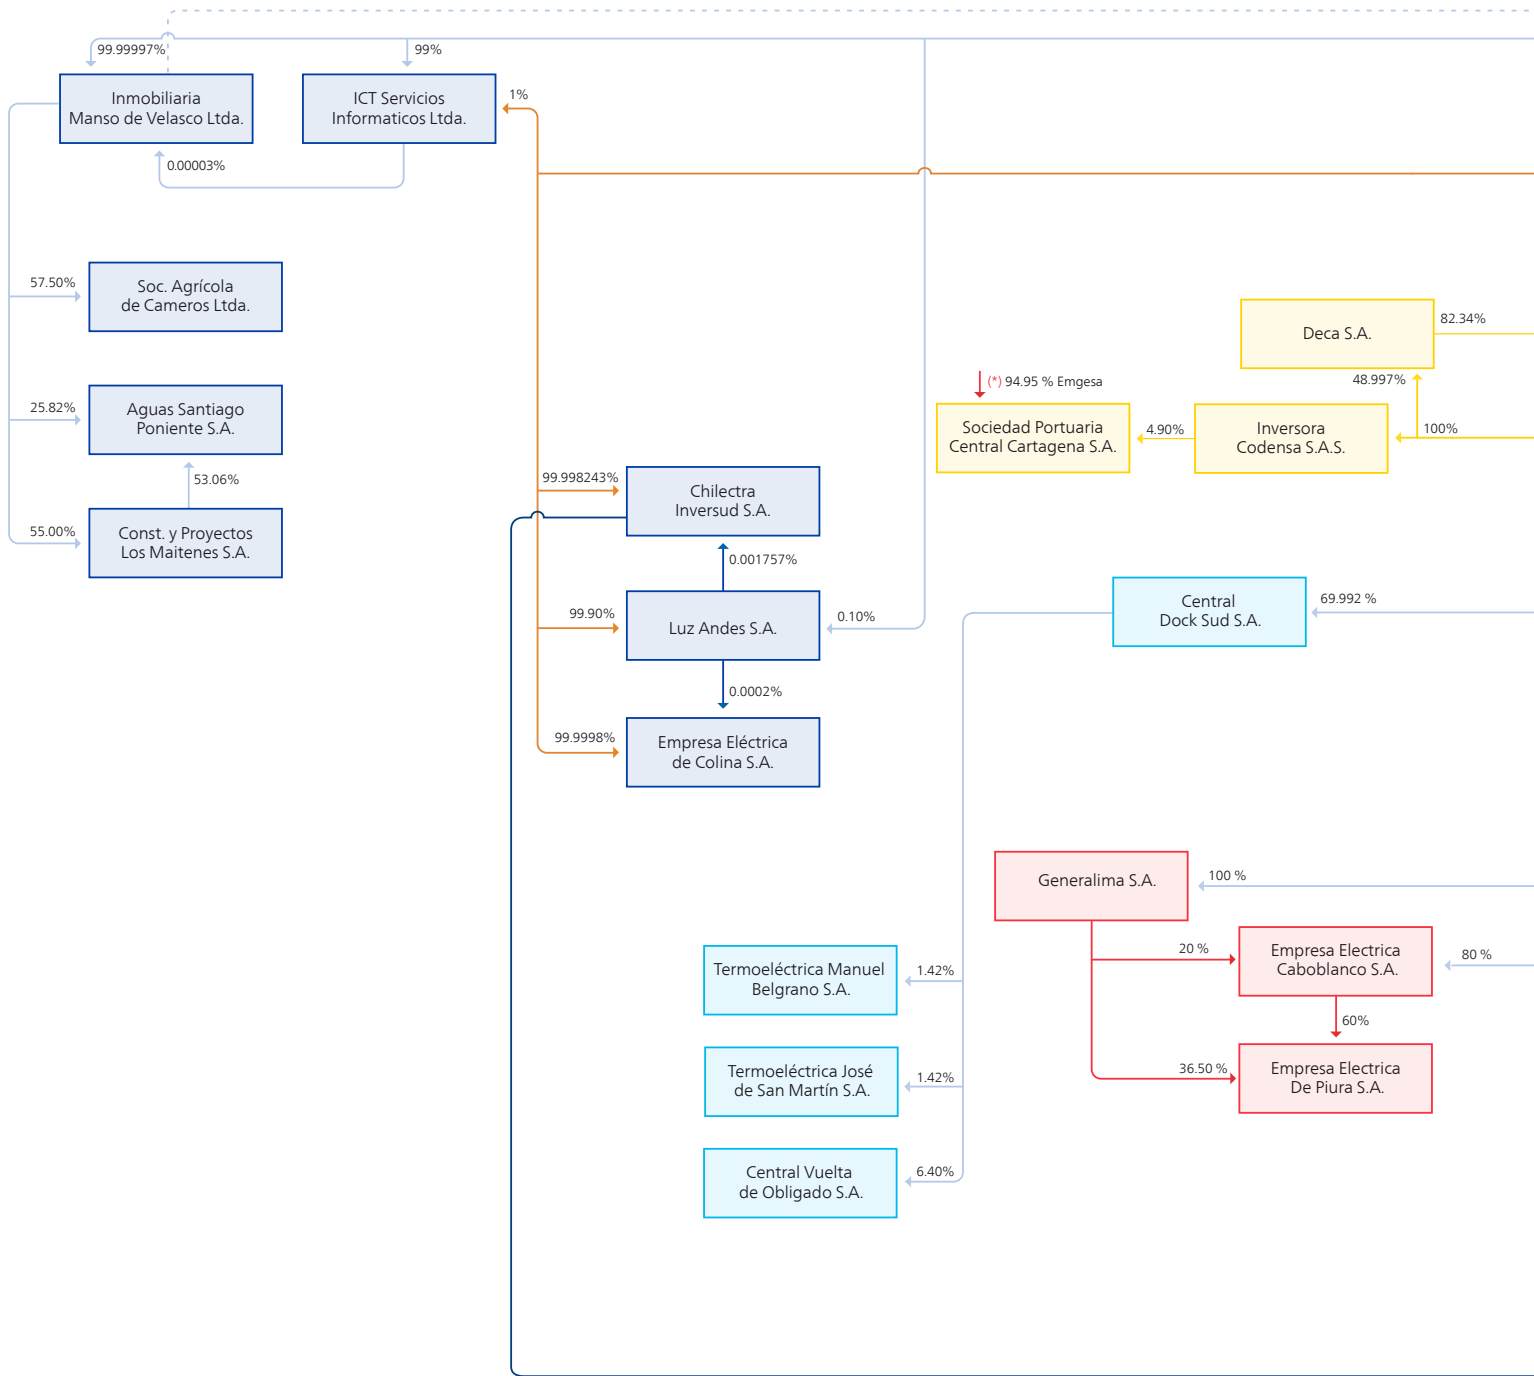 99.99997%
99%
Inmobiliaria
Manso de Velasco Ltda.
ICT Servicios
Informaticos Ltda.
1%
0.00003%
57.50%
Soc. Agrícola
de Cameros Ltda.
Deca S.A.
82.34%
(*) 94.95 % Emgesa
48.997%
25.82%
Aguas Santiago
Poniente S.A.
Sociedad Portuaria
Central Cartagena S.A.
4.90%
Inversora
Codensa S.A.S.
100%
53.06%
99.998243%
Chilectra
Inversud S.A.
55.00%
Const. y Proyectos
Los Maitenes S.A.
0.001757%
Central
Dock Sud S.A.
69.992 %
99.90%
Luz Andes S.A.
0.10%
0.0002%
99.9998%
Empresa Eléctrica
de Colina S.A.
Generalima S.A.
100 %
20 %
Empresa Electrica
Caboblanco S.A.
80 %
Termoeléctrica Manuel
Belgrano S.A.
1.42%
60%
Termoeléctrica José
de San Martín S.A.
1.42%
36.50 %
Empresa Electrica
De Piura S.A.
Central Vuelta
de Obligado S.A.
6.40%